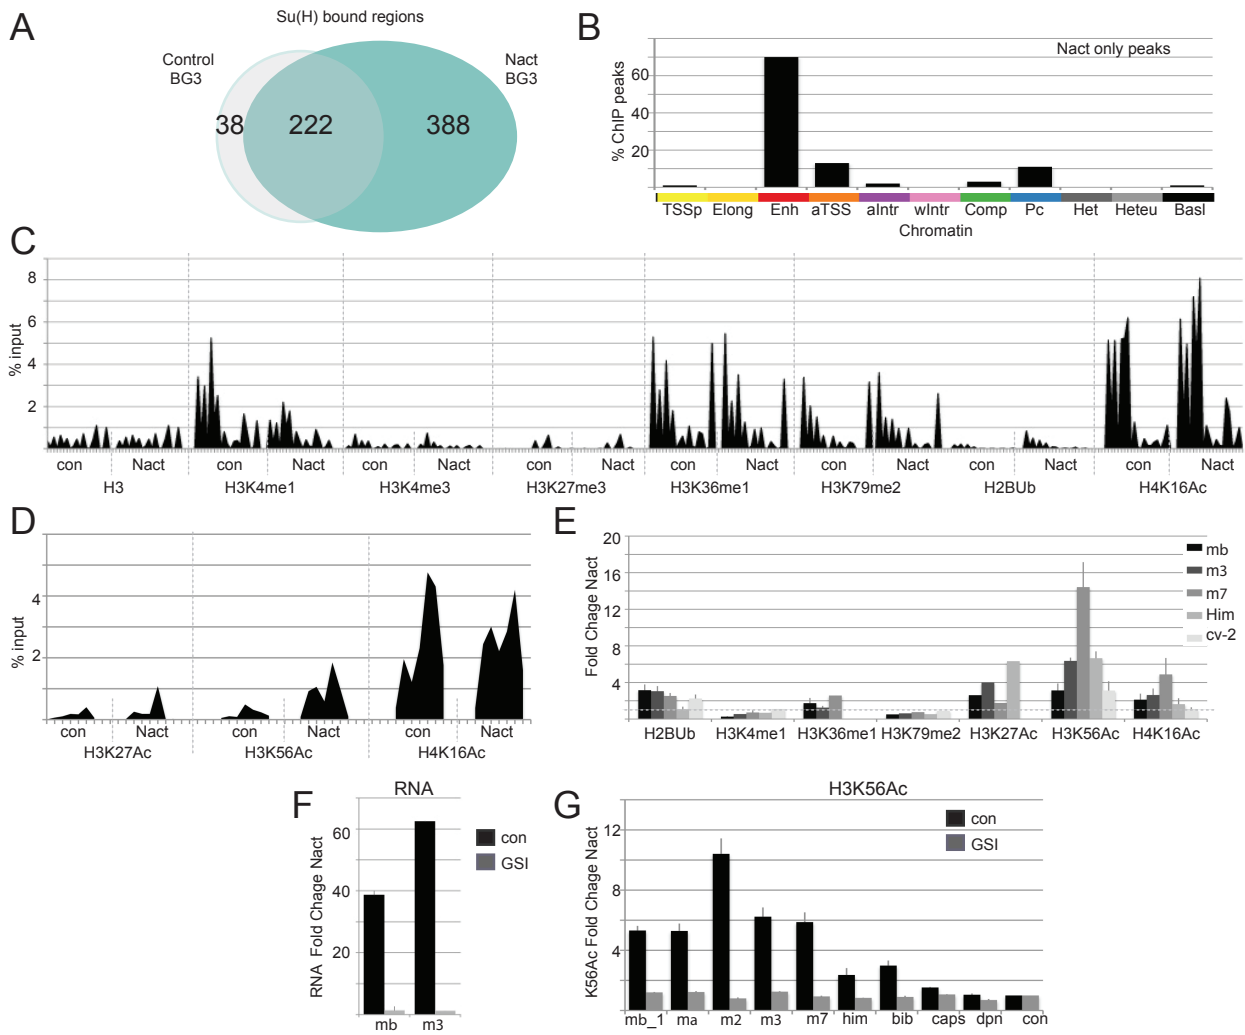 A
Su(H) bound regions
Control
BG3
Nact
BG3
38
222
388
B
Nact only peaks
% ChIP peaks
60
40
20
TSSp Elong Enh aTSS aIntr wIntr Comp Pc Het Heteu Basl
Chromatin
C
% input
8
6
4
2
con Nact con Nact con Nact con Nact con Nact con Nact con Nact con Nact
H3 H3K4me1 H3K4me3 H3K27me3 H3K36me1 H3K79me2 H2BUb H4K16Ac
D
% input
4
2
con Nact con Nact con Nact
H3K27Ac H3K56Ac H4K16Ac
E
Fold Chage Nact
20
16
12
8
4
mb
m3
m7
Him
cv-2
H2BUb H3K4me1 H3K36me1 H3K79me2 H3K27Ac H3K56Ac H4K16Ac
F
RNA
RNA Fold Chage Nact
60
40
20
con
GSI
mb m3
G
H3K56Ac
K56Ac Fold Chage Nact
12
8
4
con
GSI
mb_1 ma m2 m3 m7 him bib caps dpn con